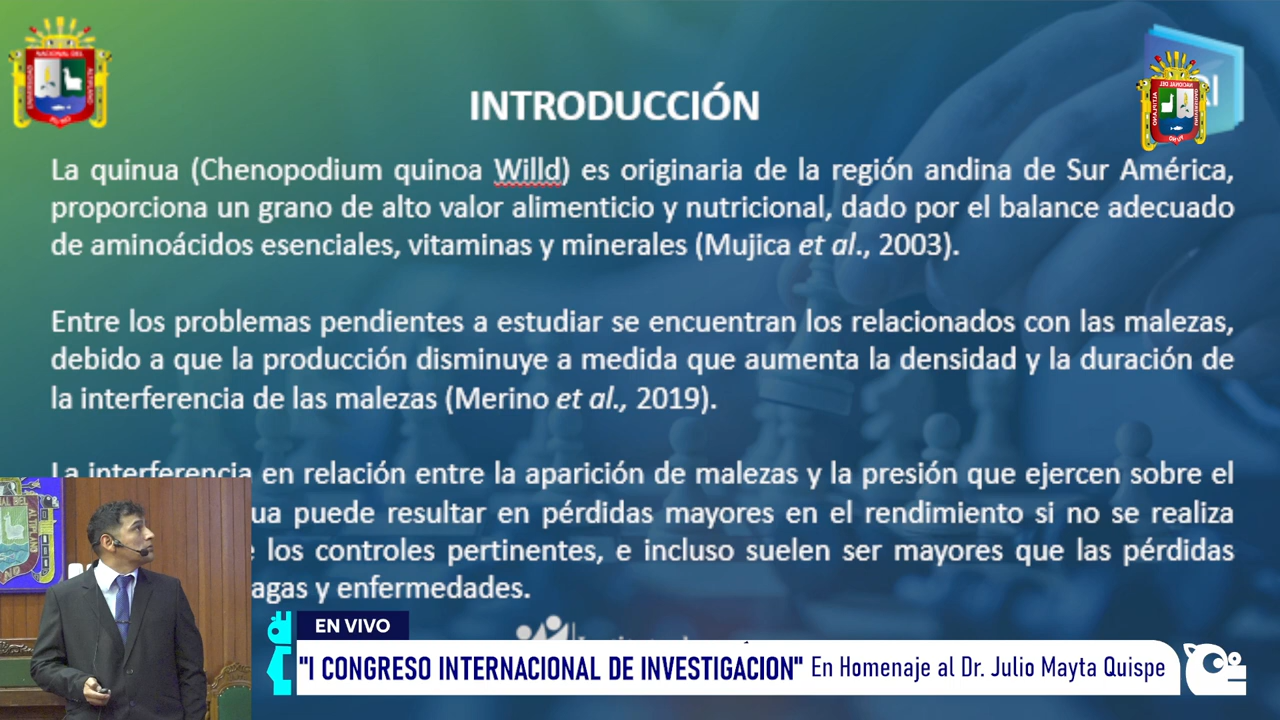 INTRODUCCIÓN
La quinua (Chenopodium quinoa Willd) es originaria de la región andina de Sur América,
proporciona un grano de alto valor alimenticio y nutricional, dado por el balance adecuado
de aminoácidos esenciales, vitaminas y minerales (Mujica et al., 2003).
Entre los problemas pendientes a estudiar se encuentran los relacionados con las malezas,
debido a que la producción disminuye a medida que aumenta la densidad y la duración de
la interferencia de las malezas (Merino et al., 2019).
La interferencia en relación entre la aparición de malezas y la presión que ejercen sobre el
puede resultar en pérdidas mayores en el rendimiento si no se realiza
los controles pertinentes, e incluso suelen ser mayores que las pérdidas
y enfermedades.
EN VIVO
"I CONGRESO INTERNACIONAL DE INVESTIGACION" En Homenaje al Dr. Julio Mayta Quispe